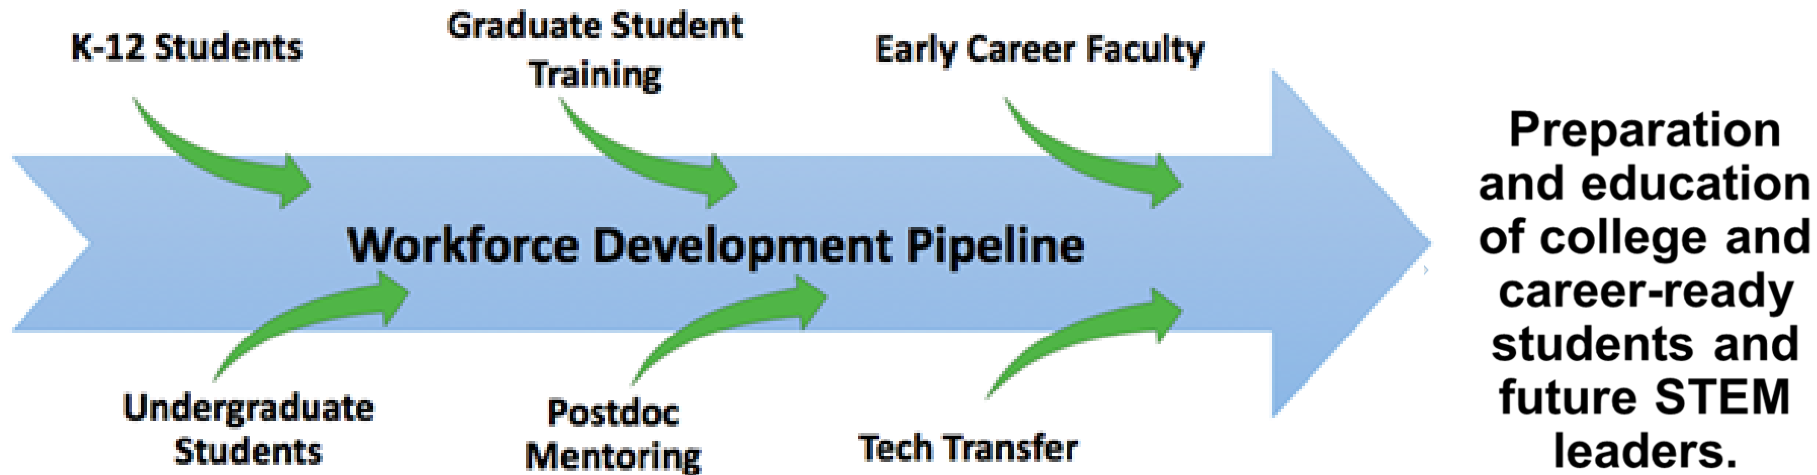 K-12 Students
Graduate Student
Training
Early Career Faculty
Workforce Development Pipeline
Undergraduate
Students
Postdoc
Mentoring
Tech Transfer
Preparation
and education
of college and
career-ready
students and
future STEM
leaders.